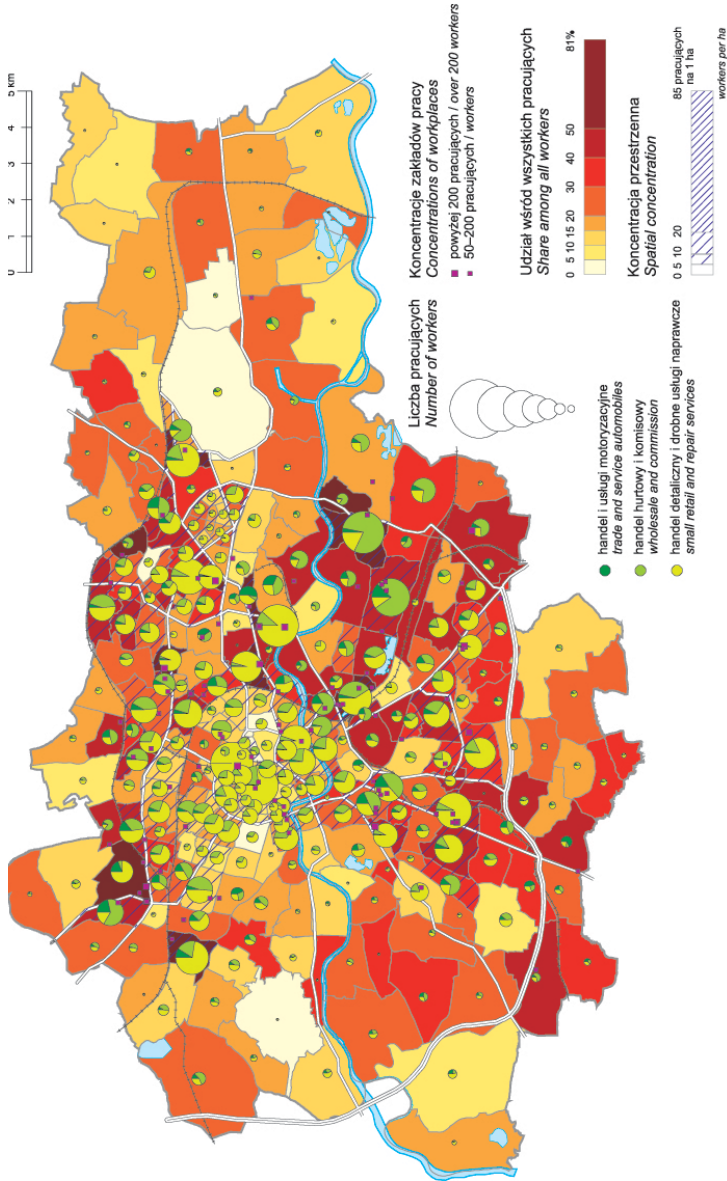 0 1 2 3 4 5 KM
Koncentracje zakładów pracy
Concentrations of workplaces
powyżej 200 pracujących / over 200 workers
50–200 pracujących / workers
Liczba pracujących
Number of workers
Udział wśród wszystkich pracujących
Share among all workers
0 5 10 15 20 30 40 50 81%
Koncentracja przestrzenna
Spatial concentration
0 5 10 20 85 pracujących
na 1 ha
workers per ha
handel i usługi motoryzacyjne
trade and service automobiles
handel hurtowy i komisowy
wholesale and commission
handel detaliczny i drobne usługi naprawcze
small retail and repair services